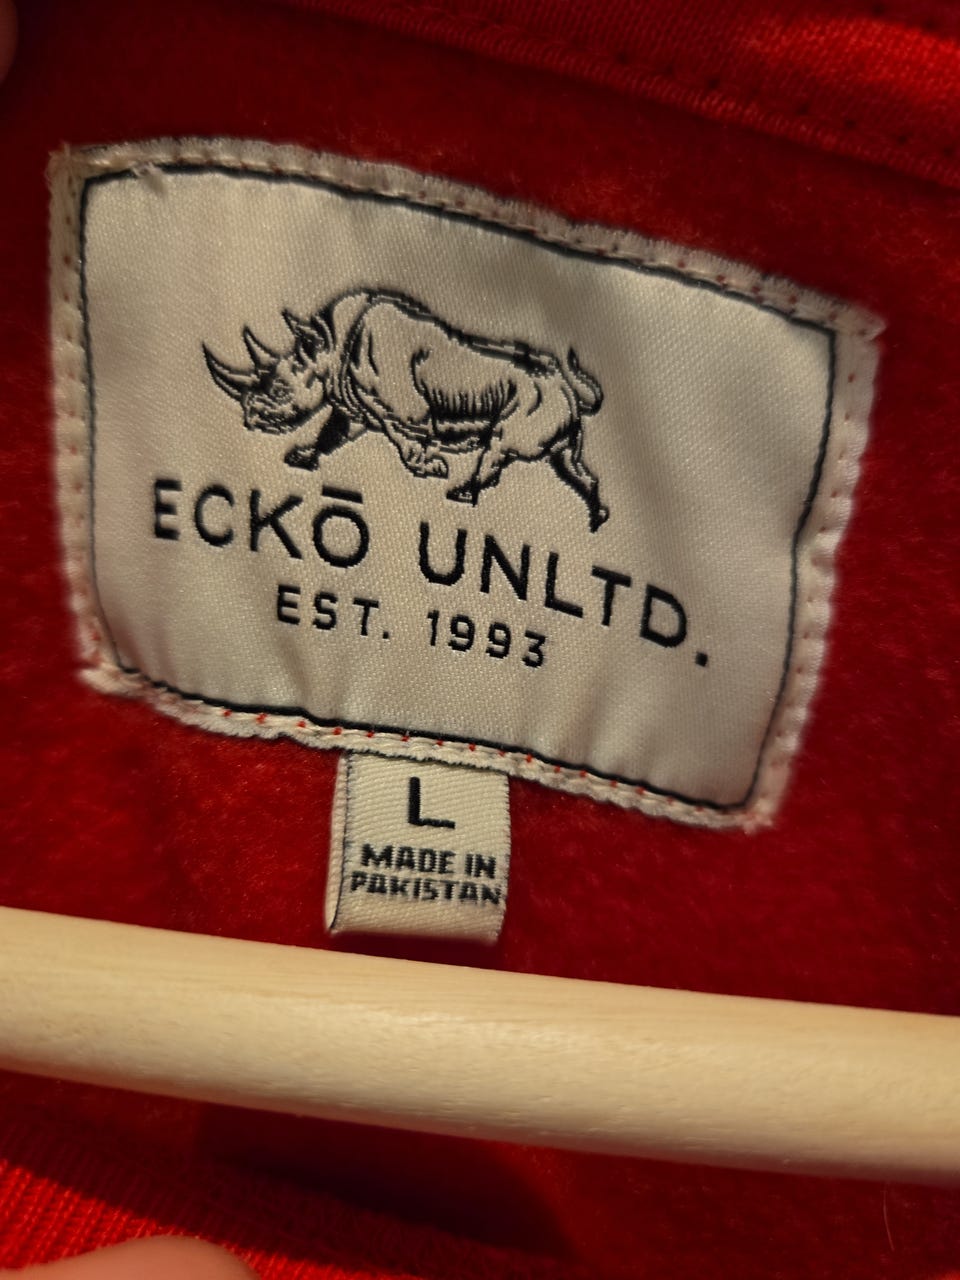 ECKŌ UNLTD.
EST. 1993
L
MADE IN
PAKISTAN